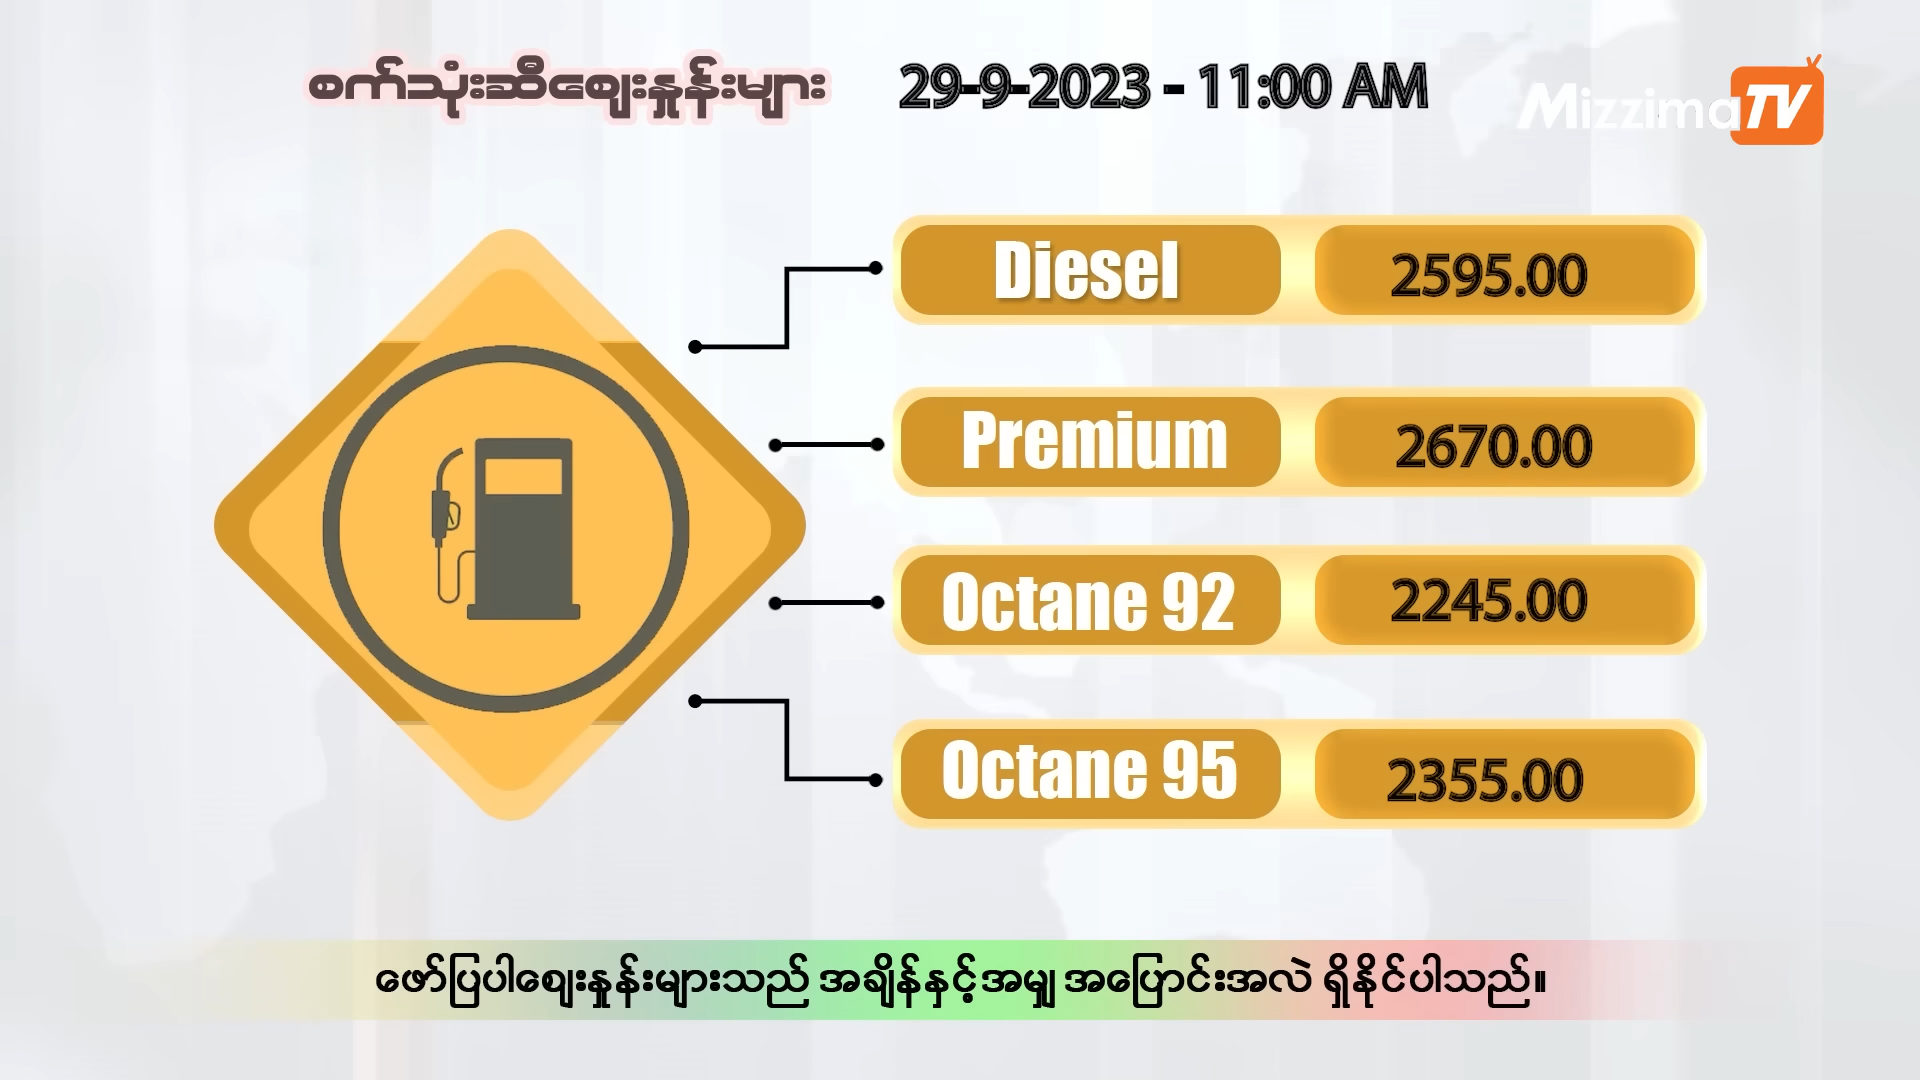 စက်သုံးဆီဈေးနှုန်းများ 29-9-2023 - 11:00 AM
MizzimaTV
Diesel 2595.00
Premium 2670.00
Octane 92 2245.00
Octane 95 2355.00
ဖော်ပြပါဈေးနှုန်းများသည် အချိန်နှင့်အမျှ အပြောင်းအလဲ ရှိနိုင်ပါသည်။